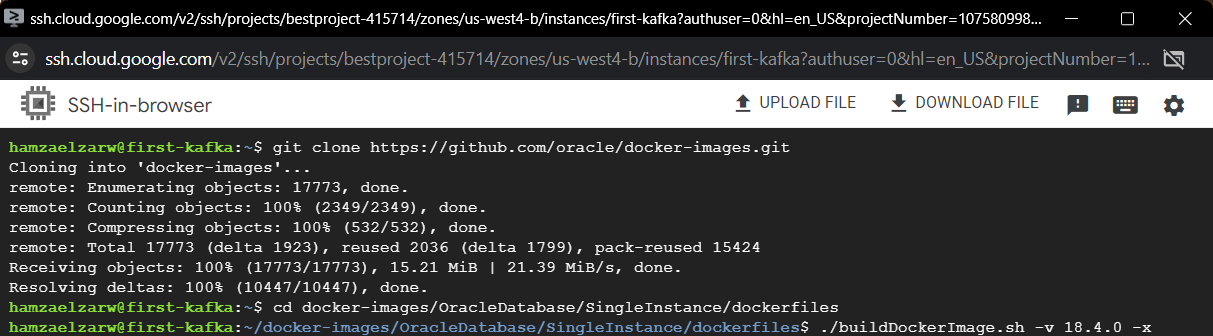 ssh.cloud.google.com/v2/ssh/projects/bestproject-415714/zones/us-west4-b/instances/first-kafka?authuser=0&hl=en_US&projectNumber=107580998...
ssh.cloud.google.com/v2/ssh/projects/bestproject-415714/zones/us-west4-b/instances/first-kafka?authuser=0&hl=en_US&projectNumber=1...
SSH-in-browser UPLOAD FILE DOWNLOAD FILE
hamzaelzarw@first-kafka:~$ git clone https://github.com/oracle/docker-images.git
Cloning into 'docker-images'...
remote: Enumerating objects: 17773, done.
remote: Counting objects: 100% (2349/2349), done.
remote: Compressing objects: 100% (532/532), done.
remote: Total 17773 (delta 1923), reused 2036 (delta 1799), pack-reused 15424
Receiving objects: 100% (17773/17773), 15.21 MiB | 21.39 MiB/s, done.
Resolving deltas: 100% (10447/10447), done.
hamzaelzarw@first-kafka:~$ cd docker-images/OracleDatabase/SingleInstance/dockerfiles
hamzaelzarw@first-kafka:~/docker-images/OracleDatabase/SingleInstance/dockerfiles$ ./buildDockerImage.sh -v 18.4.0 -x